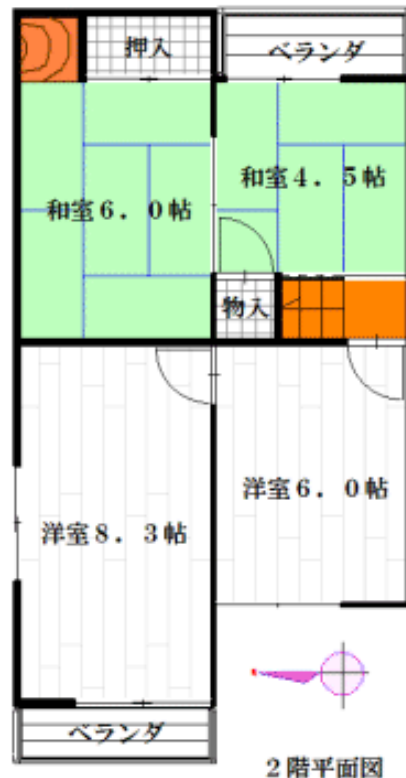 押入
ベランダ
和室6．0帖
和室4．5帖
物入
洋室8．3帖
洋室6．0帖
ベランダ
2階平面図